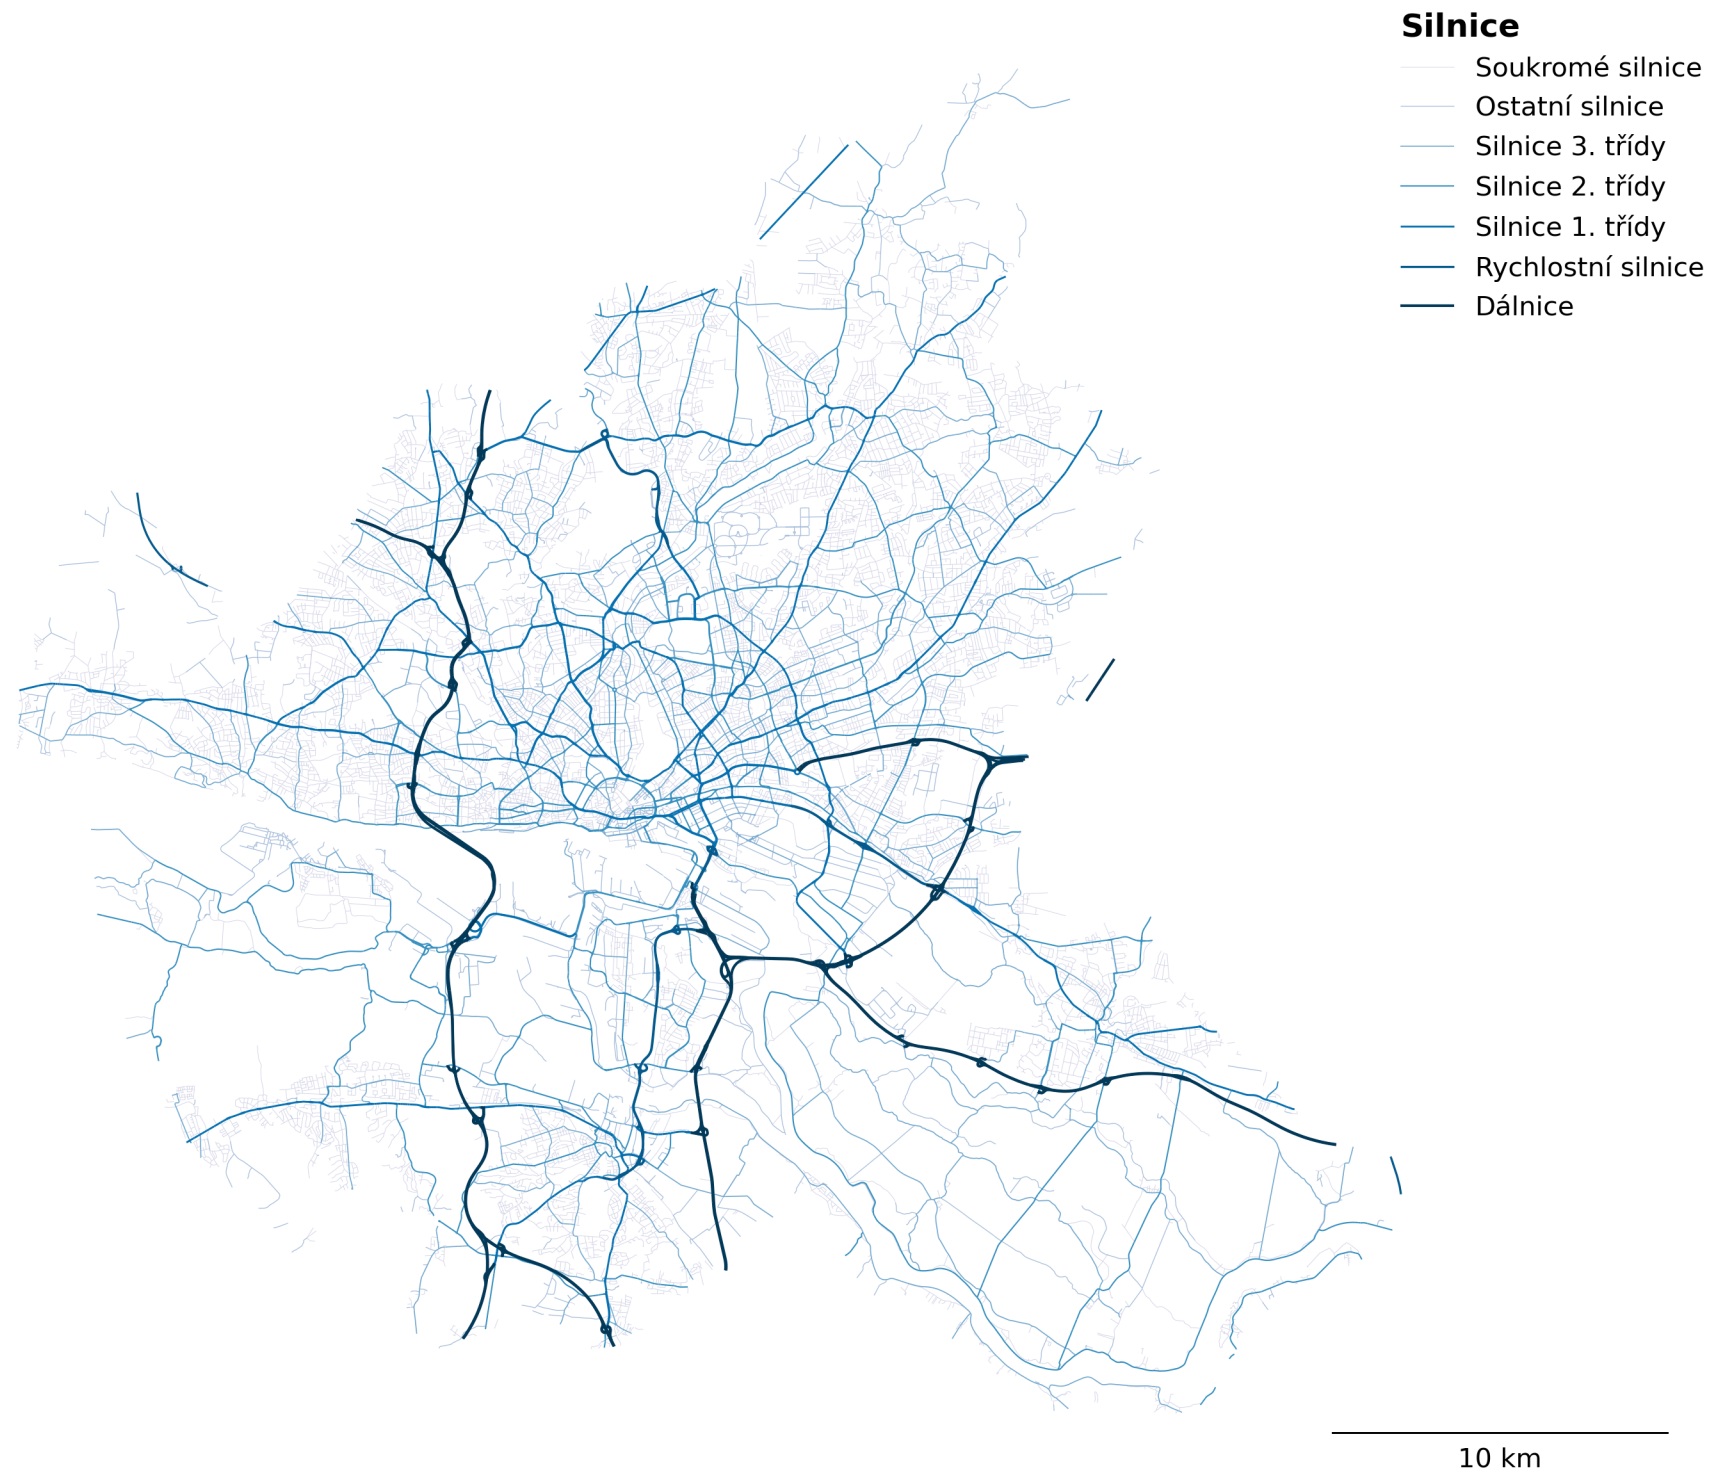 Silnice
Soukromé silnice
Ostatní silnice
Silnice 3. třídy
Silnice 2. třídy
Silnice 1. třídy
Rychlostní silnice
Dálnice
10 km